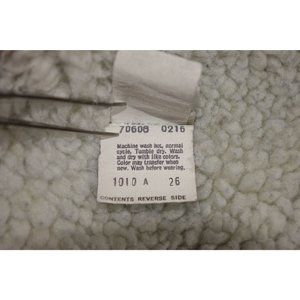 70608 0216
Machine wash hot, normal
cycle. Tumble dry. Wash
and dry with like colors.
Color may transfer when
new. Wash before wearing.
1010 A 26
CONTENTS REVERSE SIDE